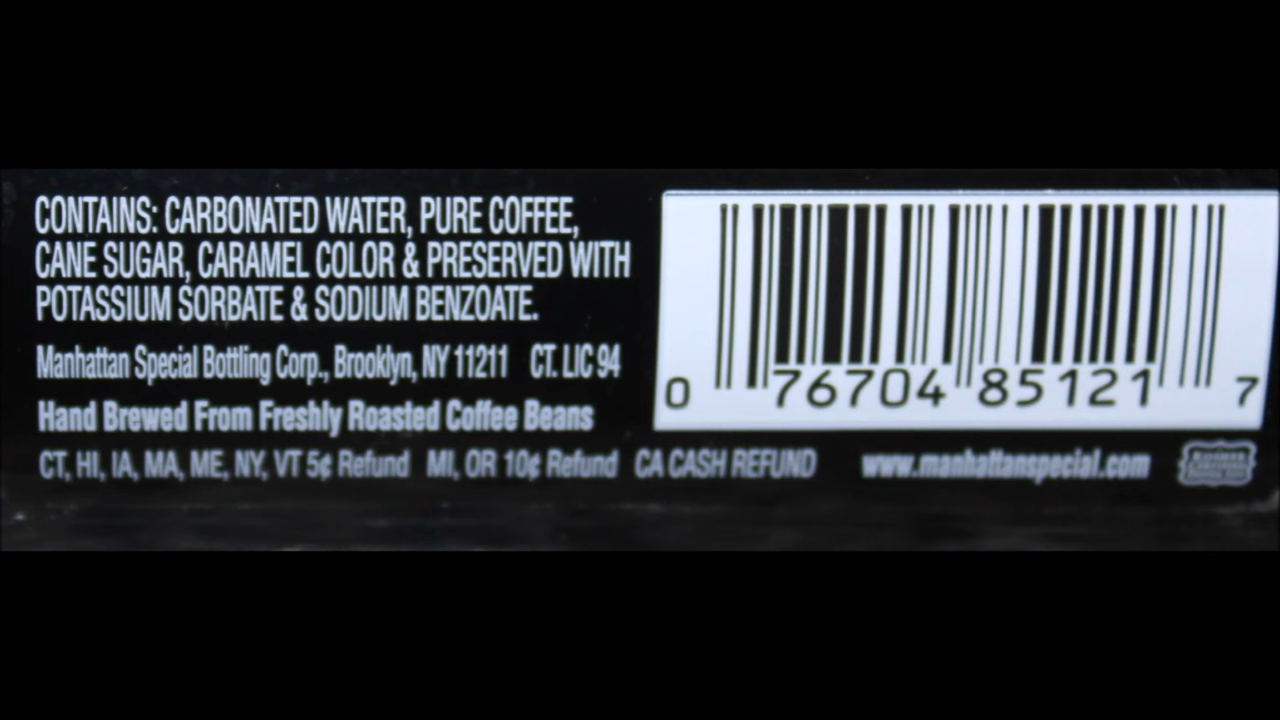 CONTAINS: CARBONATED WATER, PURE COFFEE,
CANE SUGAR, CARAMEL COLOR & PRESERVED WITH
POTASSIUM SORBATE & SODIUM BENZOATE.
Manhattan Special Bottling Corp., Brooklyn, NY 11211 CT. LIC 94
Hand Brewed From Freshly Roasted Coffee Beans
CT, HI, IA, MA, ME, NY, VT 5¢ Refund MI, OR 10¢ Refund CA CASH REFUND
www.manhattanspecial.com
0 76704 85121 7